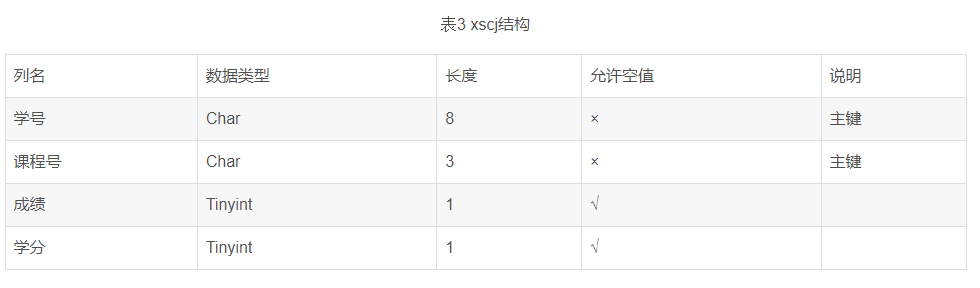 表3 xscj结构
列名 数据类型 长度 允许空值 说明
学号 Char 8 × 主键
课程号 Char 3 × 主键
成绩 Tinyint 1 √
学分 Tinyint 1 √